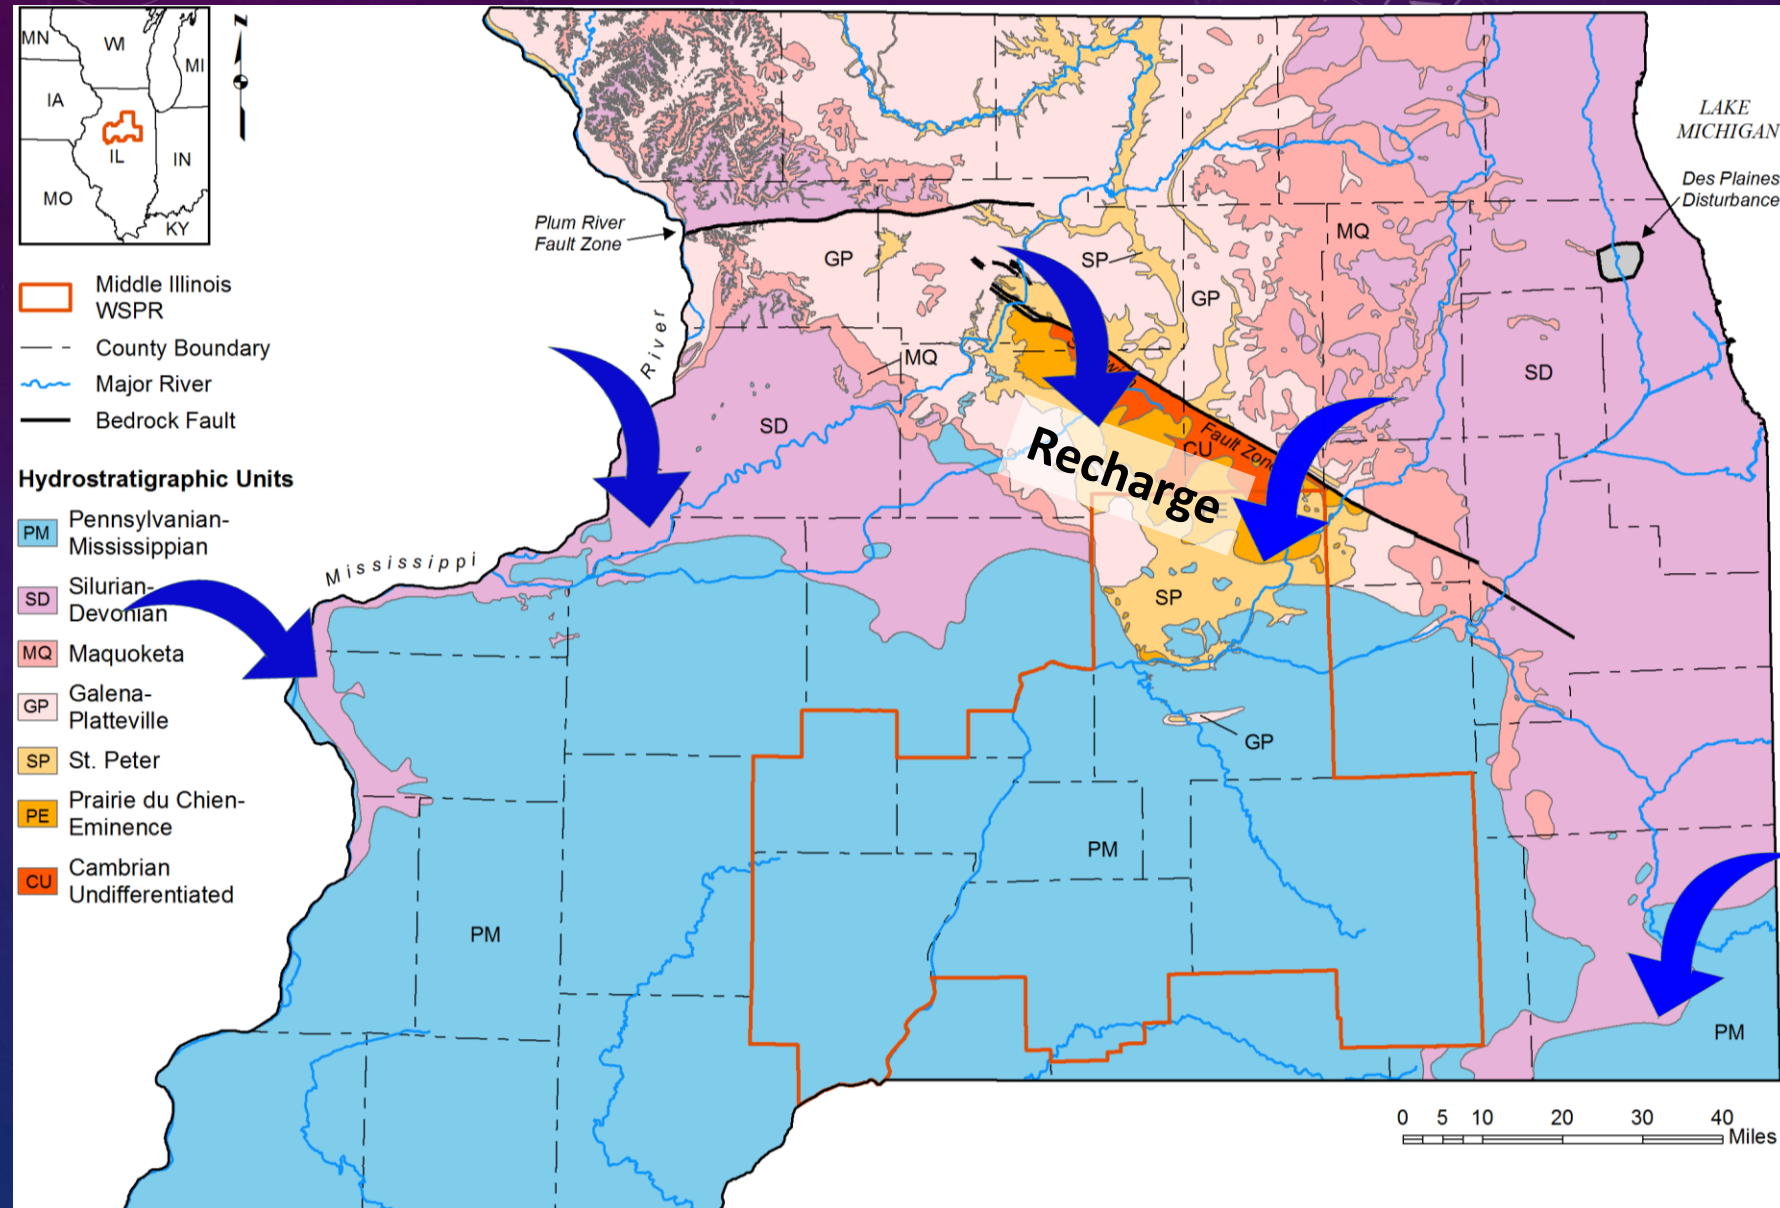 MN
WI
MI
IA
IL
IN
MO
KY
N
Middle Illinois
WSPR
County Boundary
Major River
Bedrock Fault
Hydrostratigraphic Units
PM
Pennsylvanian-
Mississippian
SD
Silurian-
Devonian
MQ
Maquoketa
GP
Galena-
Platteville
SP
St. Peter
PE
Prairie du Chien-
Eminence
CU
Cambrian
Undifferentiated
LAKE
MICHIGAN
Des Plaines
Disturbance
Plum River
Fault Zone
GP
SP
MQ
GP
MQ
SD
SD
River
Mississippi
CU
Fault Zone
Recharge
SP
GP
PM
PM
PM
0 5 10 20 30 40
Miles